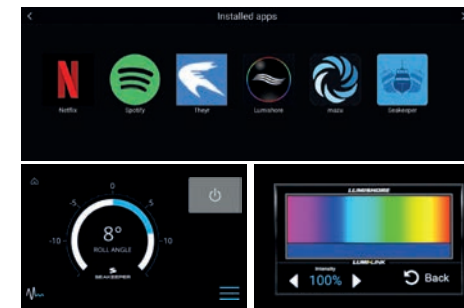 Installed apps
Netflix
Spotify
Theyr
Lumishore
mazu
Seakeeper
0
-5
5
-10
10
8°
ROLL ANGLE
SEAKEEPER
LUMISHORE
LUMI-LINK
Intensity
100%
Back